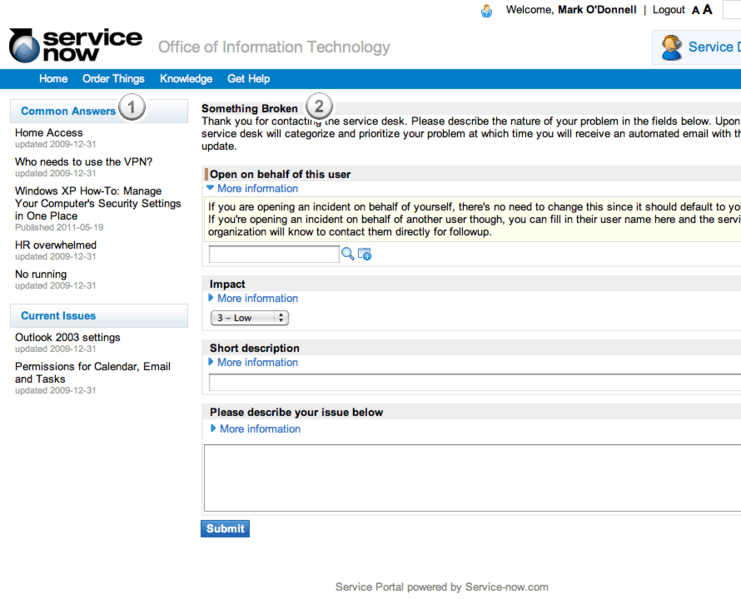 Welcome, Mark O'Donnell | Logout A A
service now
Office of Information Technology
Service
Home Order Things Knowledge Get Help
Common Answers 1
Home Access
updated 2009-12-31
Who needs to use the VPN?
updated 2009-12-31
Windows XP How-To: Manage
Your Computer's Security Settings
in One Place
Published 2011-05-19
HR overwhelmed
updated 2009-12-31
No running
updated 2009-12-31
Current Issues
Outlook 2003 settings
updated 2009-12-31
Permissions for Calendar, Email
and Tasks
updated 2009-12-31
Something Broken 2
Thank you for contacting the service desk. Please describe the nature of your problem in the fields below. Upon
service desk will categorize and prioritize your problem at which time you will receive an automated email with
update.
Open on behalf of this user
More information
If you are opening an incident on behalf of yourself, there's no need to change this since it should default to
If you're opening an incident on behalf of another user though, you can fill in their user name here and the
organization will know to contact them directly for followup.
Impact
More information
3 - Low
Short description
More information
Please describe your issue below
More information
Submit
Service Portal powered by Service-now.com